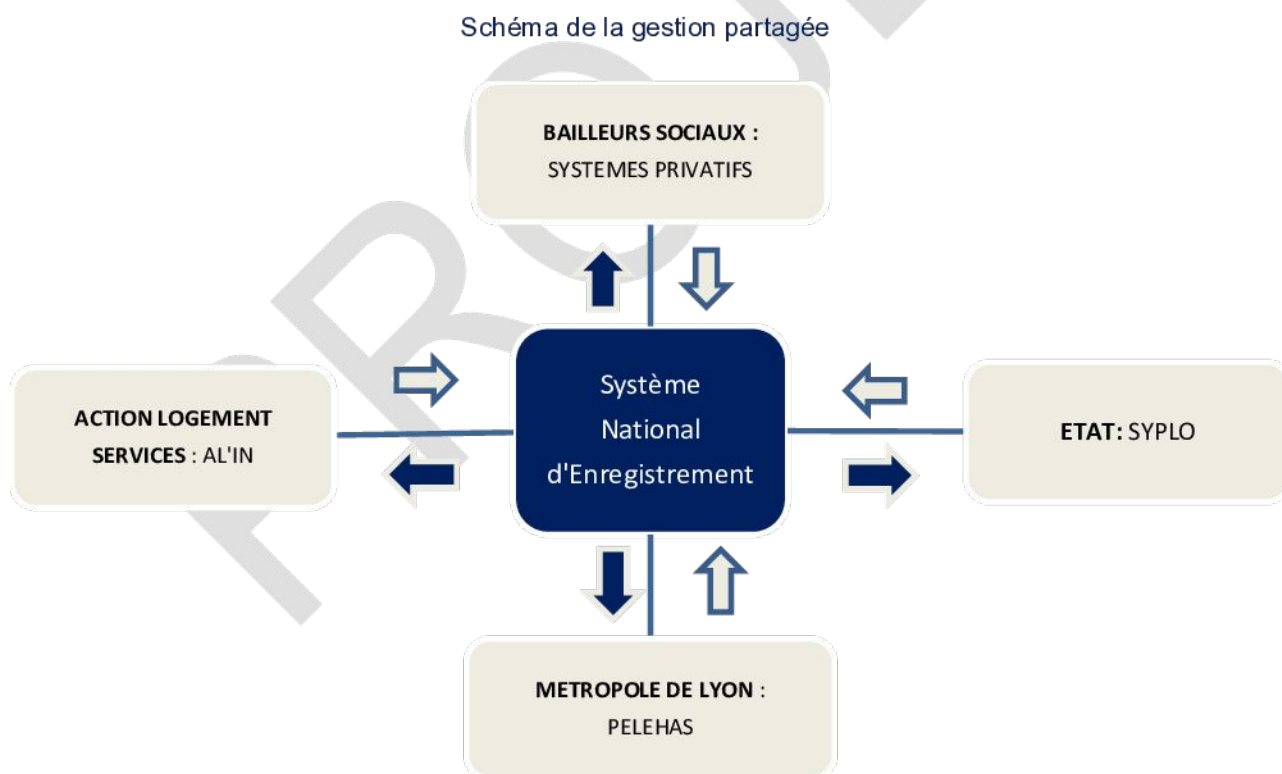 Schéma de la gestion partagée
BAILLEURS SOCIAUX :
SYSTEMES PRIVATIFS
ACTION LOGEMENT
SERVICES : AL'IN
Système
National
d'Enregistrement
ETAT: SYPLO
METROPOLE DE LYON :
PELEHAS